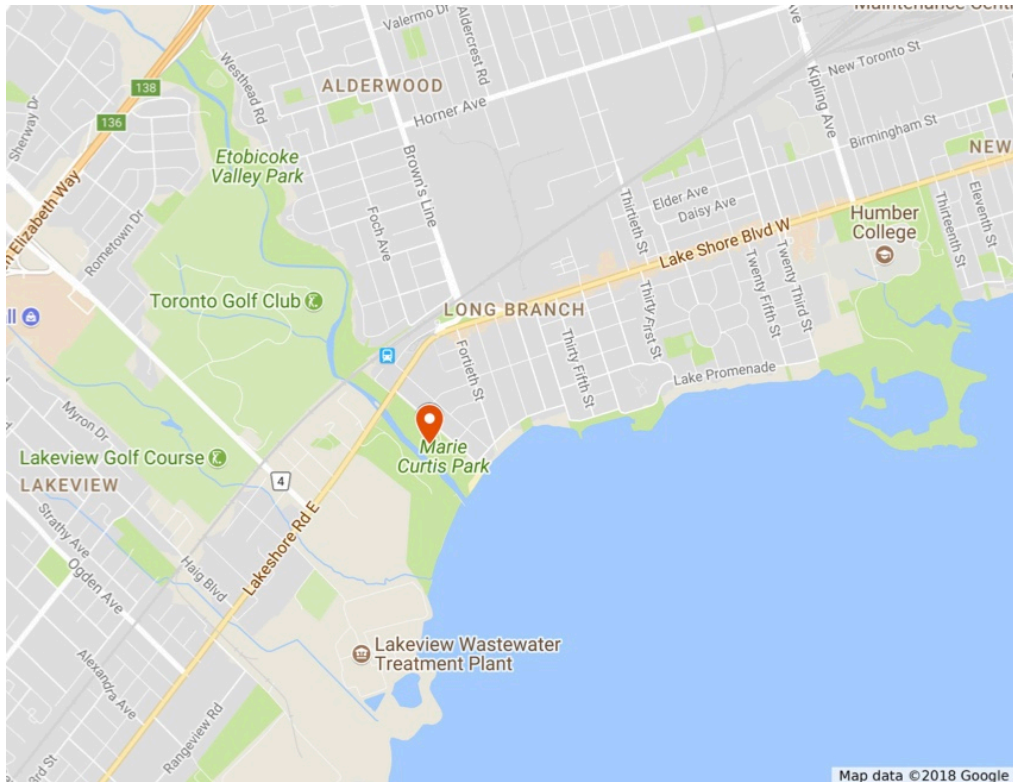 Maintenance Cent
Valermo Dr
Aldercrest Rd
New Toronto St
Kipling Ave
Westhead Rd
ALDERWOOD
138
Horner Ave
136
Sherway Dr
Birmingham St
NEW
Etobicoke
Valley Park
Brown's Line
Elizabeth Way
Foch Ave
Thirtieth St
Elder Ave
Daisy Ave
Humber
College
Thirteenth St
Eleventh St
Rometown Dr
Lake Shore Blvd W
Toronto Golf Club
LONG BRANCH
Twenty Fifth St
Twenty Third St
Thirty First St
Fortieth St
Thirty Fifth St
Lake Promenade
Myron Dr
Marie
Curtis Park
Lakeview Golf Course
4
LAKEVIEW
Lakeshore Rd E
Strathy Ave
Haig Blvd
Ogden Ave
Lakeview Wastewater
Treatment Plant
Alexandra Ave
Rangeview Rd
ard St
Map data ©2018 Google